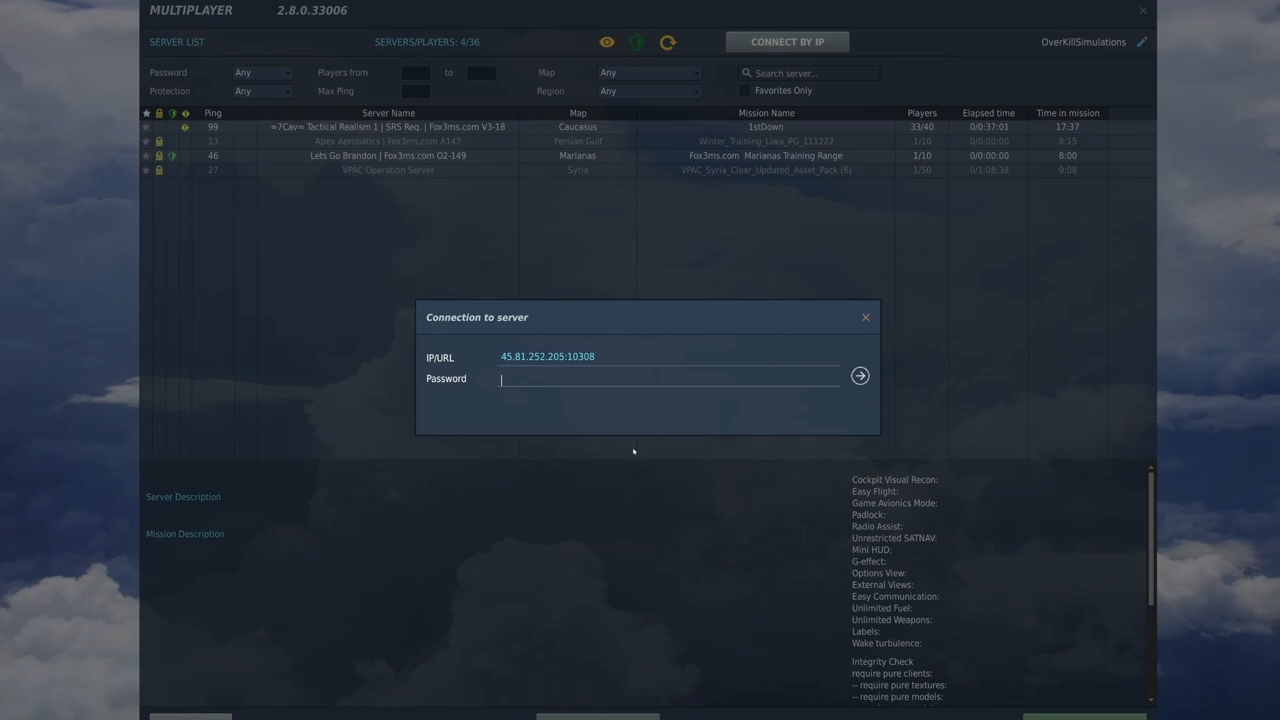 MULTIPLAYER 2.8.0.33006
SERVER LIST SERVERS/PLAYERS: 4/36 CONNECT BY IP OverKillSimulations
Password Any Players from to Map Any Search server...
Protection Any Max Ping Region Any Favorites Only
Ping Server Name Map Mission Name Players Elapsed time Time in mission
99 =7Cav= Tactical Realism 1 | SRS Req. | Fox3ms.com V3-18 Caucasus 1stDown 33/40 0/0:37:01 17:37
13 Apex Aerobatics | Fox3ms.com A147 Persian Gulf Winter_Training_Liwa_PG_111222 1/10 0/0:00:00 8:15
46 Lets Go Brandon | Fox3ms.com O2-149 Marianas Fox3ms.com Marianas Training Range 1/10 0/0:00:00 8:00
27 VPAC Operation Server Syria VPAC_Syria_Clear_Updated_Asset_Pack (6) 1/50 0/1:08:38 9:08
Connection to server
IP/URL 45.81.252.205:10308
Password
Server Description
Mission Description
Cockpit Visual Recon:
Easy Flight:
Game Avionics Mode:
Padlock:
Radio Assist:
Unrestricted SATNAV:
Mini HUD:
G-effect:
Options View:
External Views:
Easy Communication:
Unlimited Fuel:
Unlimited Weapons:
Labels:
Wake turbulence:
Integrity Check
require pure clients:
-- require pure textures:
-- require pure models: